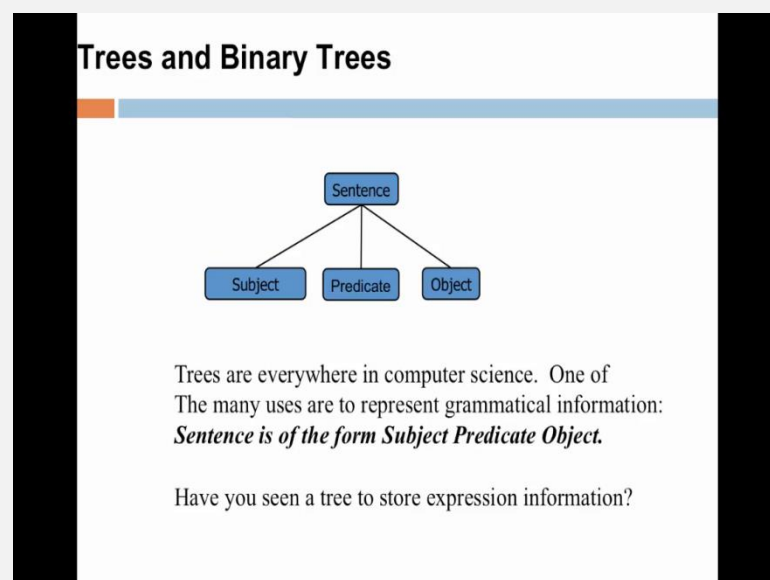 Trees and Binary Trees
Sentence
Subject Predicate Object
Trees are everywhere in computer science. One of
The many uses are to represent grammatical information:
Sentence is of the form Subject Predicate Object.
Have you seen a tree to store expression information?